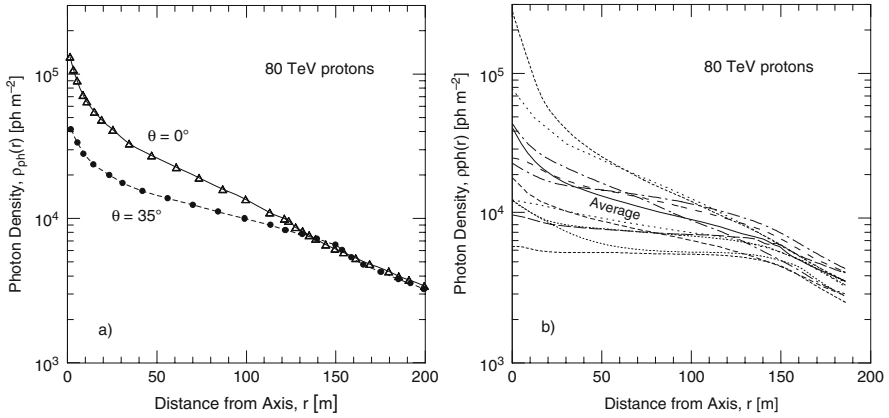 80 TeV protons
θ = 0°
θ = 35°
a)
10⁵
10⁴
10³
Photon Density, ρph(r) [ph m⁻²]
0
50
100
150
200
Distance from Axis, r [m]
80 TeV protons
Average
b)
10⁵
10⁴
10³
Photon Density, ρph(r) [ph m⁻²]
0
50
100
150
200
Distance from Axis, r [m]